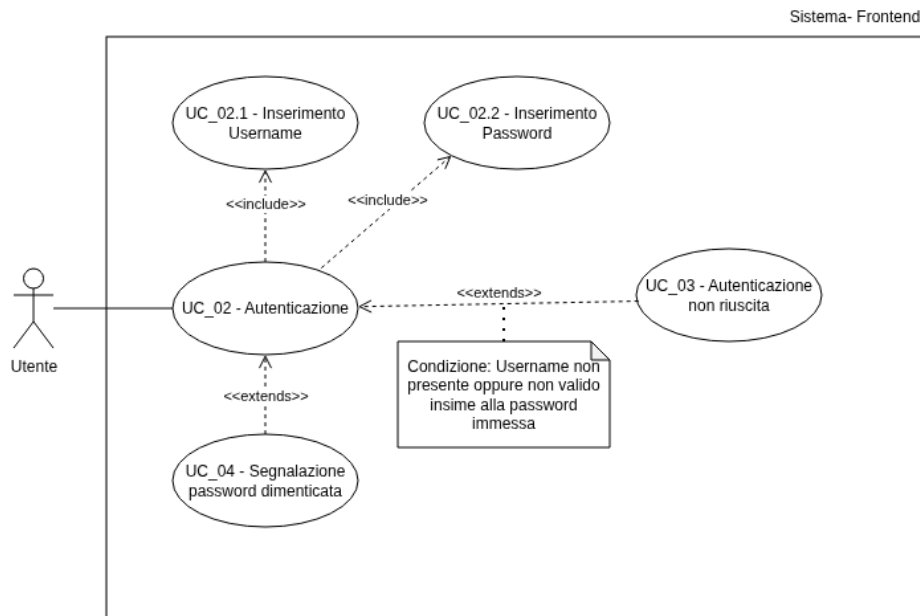 Sistema- Frontend
UC_02.1 - Inserimento
Username
UC_02.2 - Inserimento
Password
<<include>>
<<include>>
UC_02 - Autenticazione
<<extends>>
UC_03 - Autenticazione
non riuscita
Utente
Condizione: Username non
presente oppure non valido
insime alla password
immessa
<<extends>>
UC_04 - Segnalazione
password dimenticata